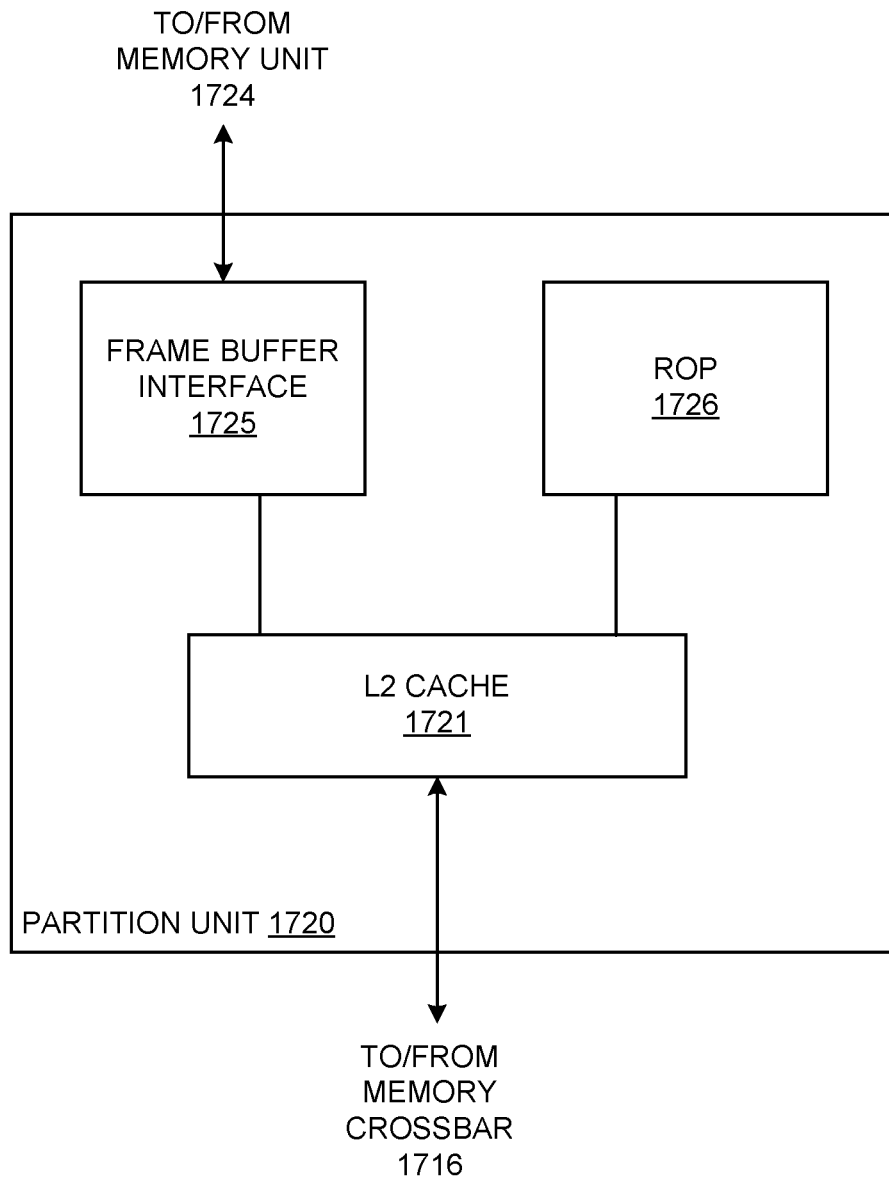 TO/FROM
MEMORY UNIT
1724
FRAME BUFFER
INTERFACE
1725
ROP
1726
L2 CACHE
1721
PARTITION UNIT 1720
TO/FROM
MEMORY
CROSSBAR
1716